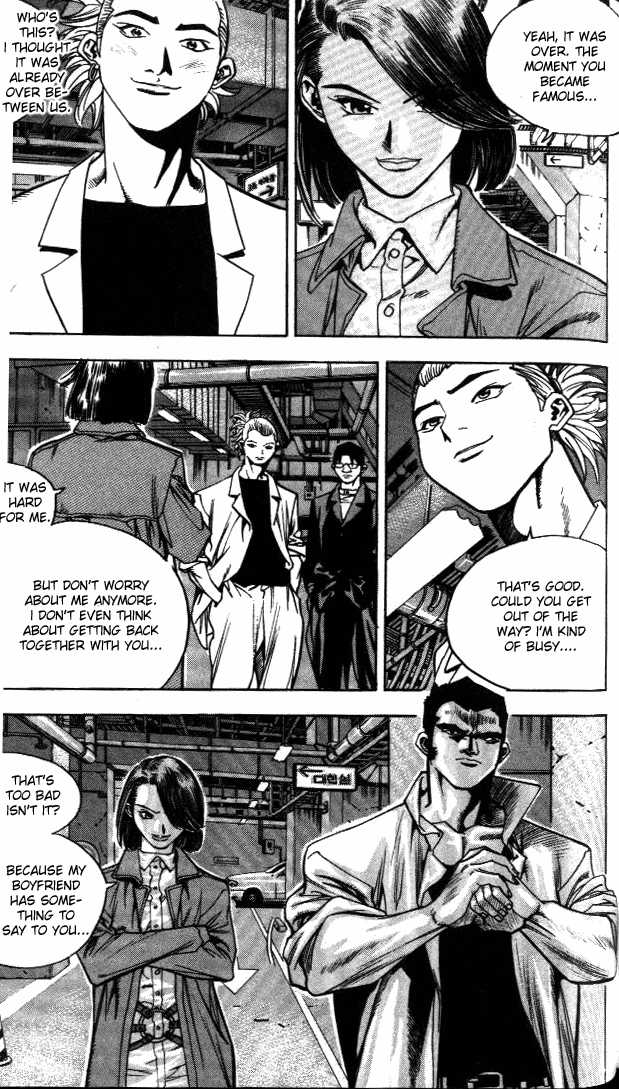 WHO'S
THIS?
I THOUGHT
IT WAS
ALREADY
OVER BE-
TWEEN US.
YEAH, IT WAS
OVER. THE
MOMENT YOU
BECAME
FAMOUS...
IT WAS
HARD
FOR ME.
BUT DON'T WORRY
ABOUT ME ANYMORE.
I DON'T EVEN THINK
ABOUT GETTING BACK
TOGETHER WITH YOU...
THAT'S GOOD.
COULD YOU GET
OUT OF THE
WAY? I'M KIND
OF BUSY....
THAT'S
TOO BAD
ISN'T IT?
BECAUSE MY
BOYFRIEND
HAS SOME-
THING TO
SAY TO YOU...